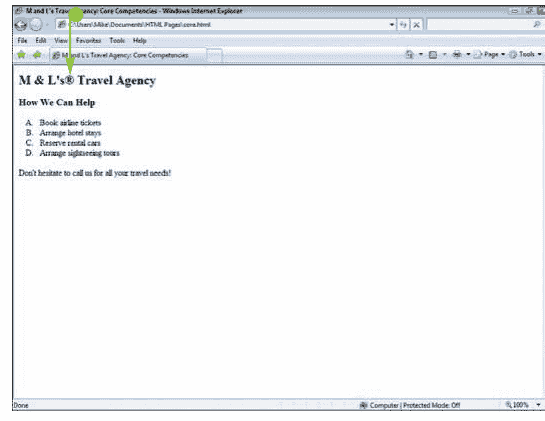 M and L's Travel Agency: Core Competencies - Windows Internet Explorer
C:\Users\Mike\Documents\HTML Pages\core.html
File Edit View Favorites Tools Help
M and L's Travel Agency: Core Competencies Page Tools
M & L's® Travel Agency
How We Can Help
A. Book airline tickets
B. Arrange hotel stays
C. Reserve rental cars
D. Arrange sightseeing tours
Don't hesitate to call us for all your travel needs!
Done Computer | Protected Mode: Off 100%